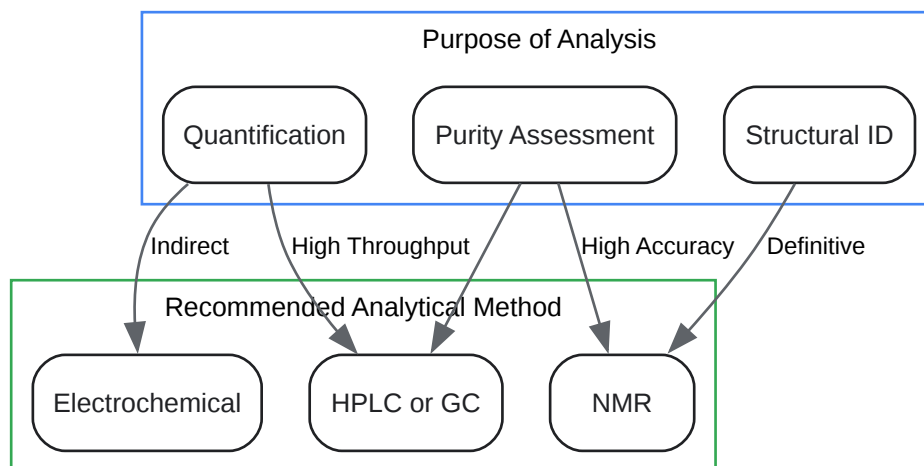 Purpose of Analysis
Quantification
Purity Assessment
Structural ID
Indirect
High Throughput
High Accuracy
Definitive
Recommended Analytical Method
Electrochemical
HPLC or GC
NMR